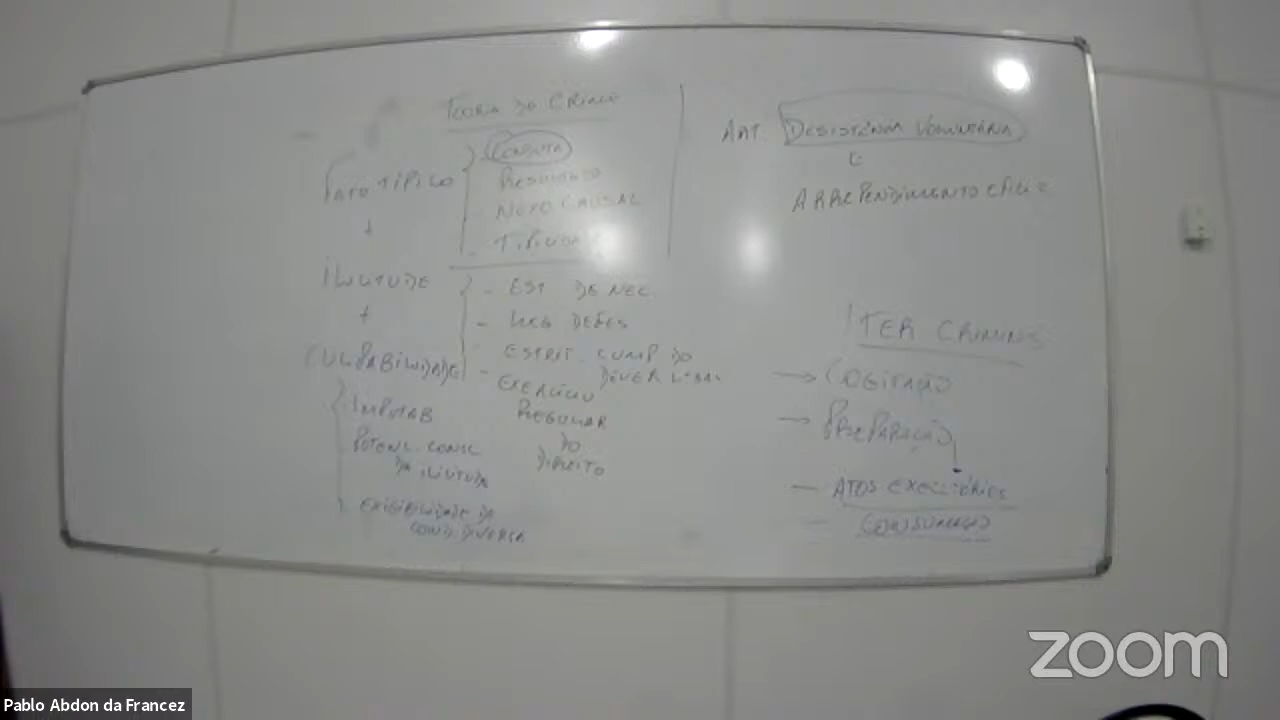 TEORIA DO CRIME
FATO TÍPICO
CONDUTA
RESULTADO
- NEXO CAUSAL
- TIPICIDADE
+
ILICITUDE
- EST DE NEC.
- LEG DEFES
- ESTRIT. CUMP DO
DEVER LEGAL
- EXERCÍCIO
REGULAR
DO
DIREITO
+
CULPABILIDADE
IMPUTAB
POTENC. CONSC
DA ILICITUDE
EXIGIBILIDADE DE
COND. DIVERSA
ART. DESISTÊNCIA VOLUNTÁRIA
E
ARREPENDIMENTO EFICAZ
ITER CRIMINIS
→ COGITAÇÃO
→ PREPARAÇÃO
— ATOS EXECUTÓRIOS
— CONSUMAÇÃO
zoom
Pablo Abdon da Francez